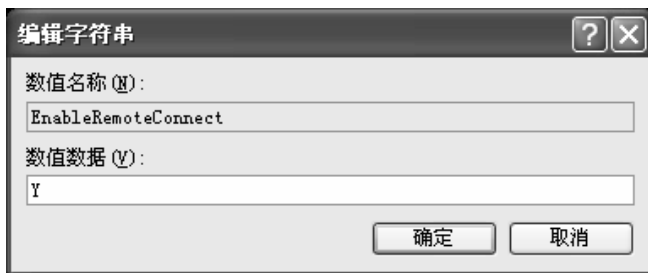 编辑字符串
数值名称(N):
EnableRemoteConnect
数值数据(V):
Y
确定 取消